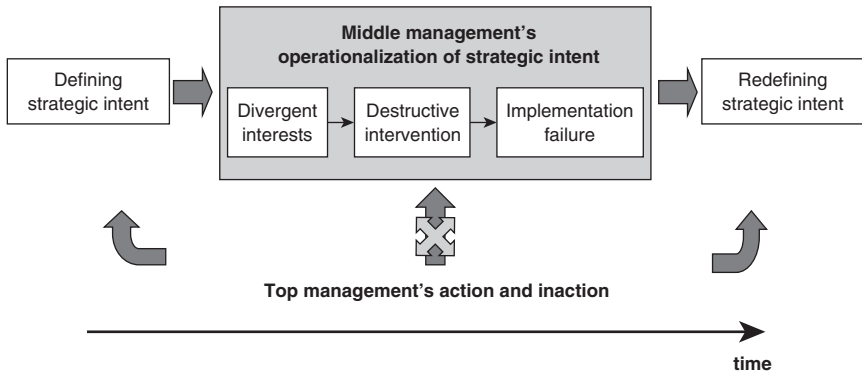 Middle management’s
operationalization of strategic intent
Defining
strategic intent
Divergent
interests
Destructive
intervention
Implementation
failure
Redefining
strategic intent
Top management’s action and inaction
time